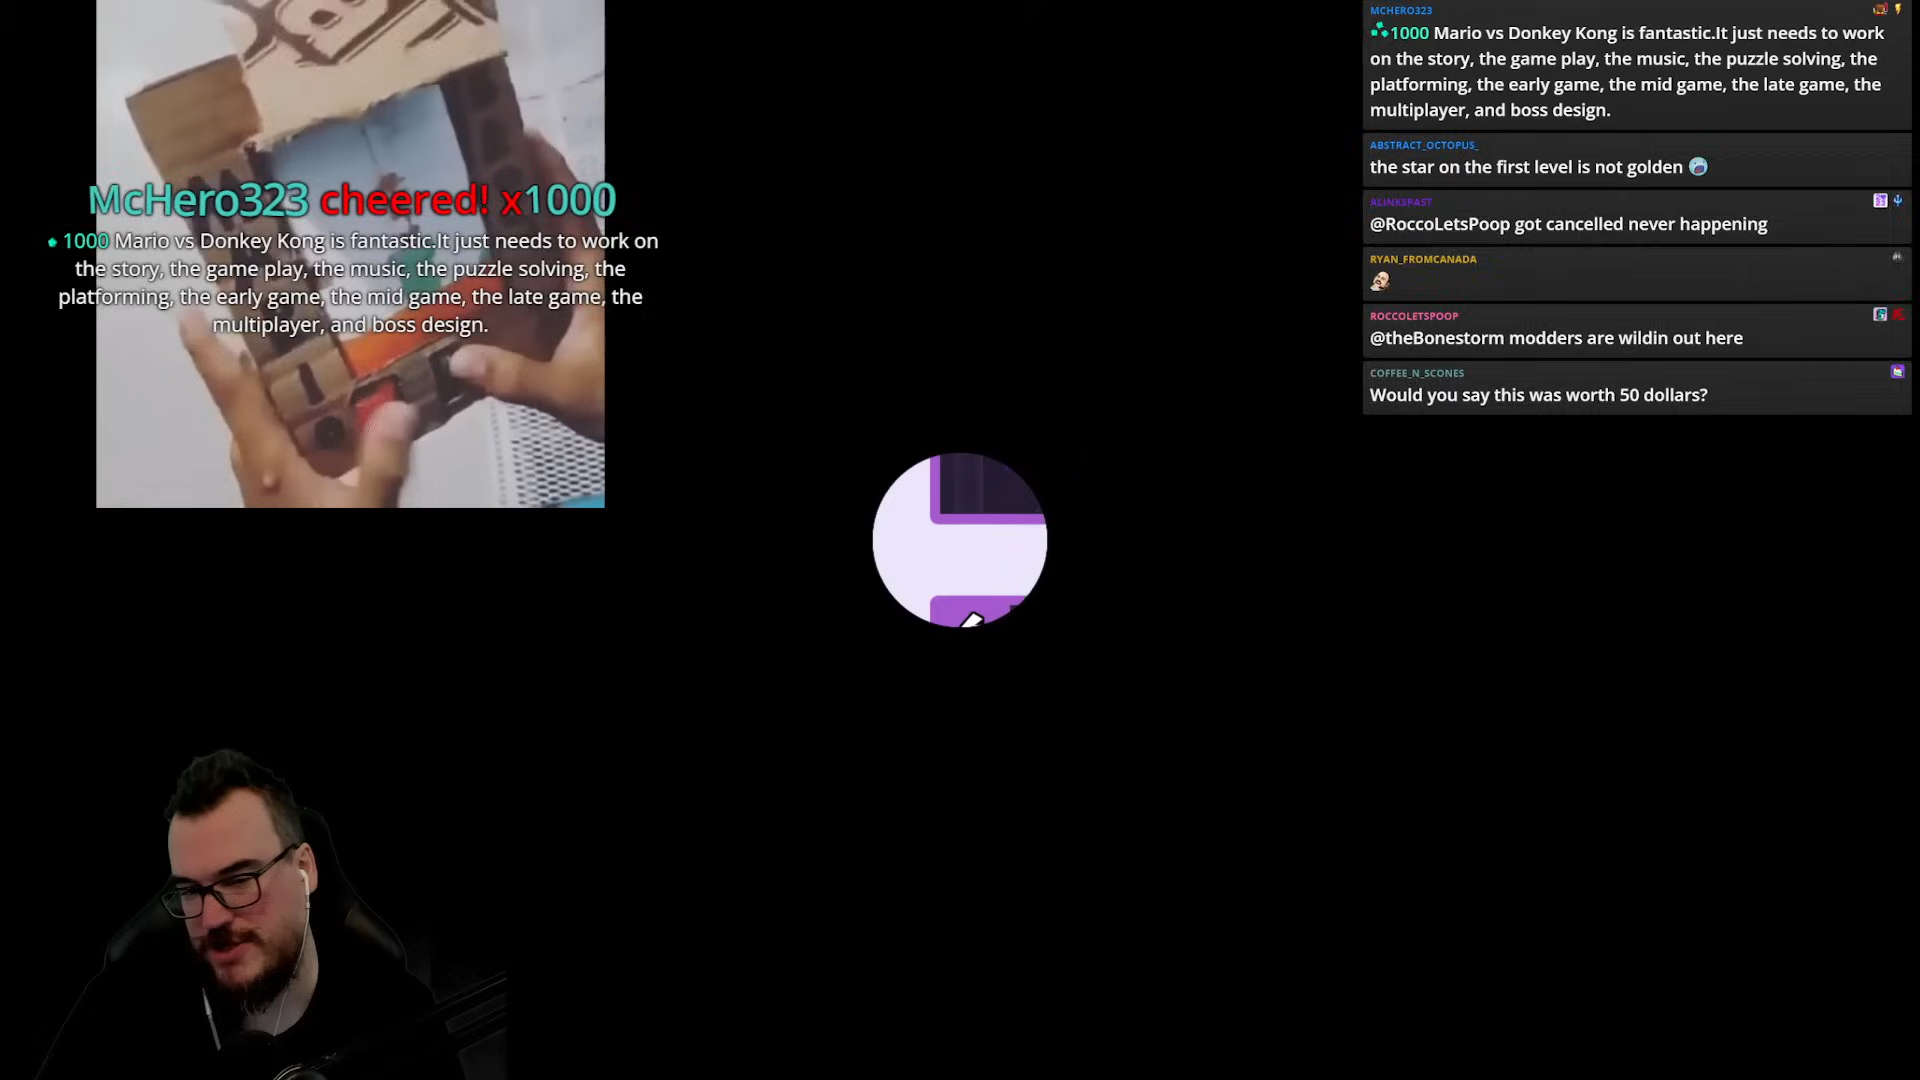 McHero323 cheered! x1000
1000 Mario vs Donkey Kong is fantastic.It just needs to work on
the story, the game play, the music, the puzzle solving, the
platforming, the early game, the mid game, the late game, the
multiplayer, and boss design.
MCHERO323
1000 Mario vs Donkey Kong is fantastic.It just needs to work
on the story, the game play, the music, the puzzle solving, the
platforming, the early game, the mid game, the late game, the
multiplayer, and boss design.
ABSTRACT_OCTOPUS_
the star on the first level is not golden
ALINKSPAST
@RoccoLetsPoop got cancelled never happening
RYAN_FROMCANADA
ROCCOLETSPOOP
@theBonestorm modders are wildin out here
COFFEE_N_SCONES
Would you say this was worth 50 dollars?